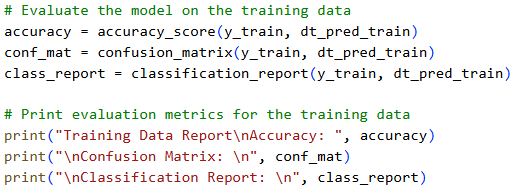 # Evaluate the model on the training data
accuracy = accuracy_score(y_train, dt_pred_train)
conf_mat = confusion_matrix(y_train, dt_pred_train)
class_report = classification_report(y_train, dt_pred_train)

# Print evaluation metrics for the training data
print("Training Data Report\nAccuracy: ", accuracy)
print("\nConfusion Matrix: \n", conf_mat)
print("\nClassification Report: \n", class_report)